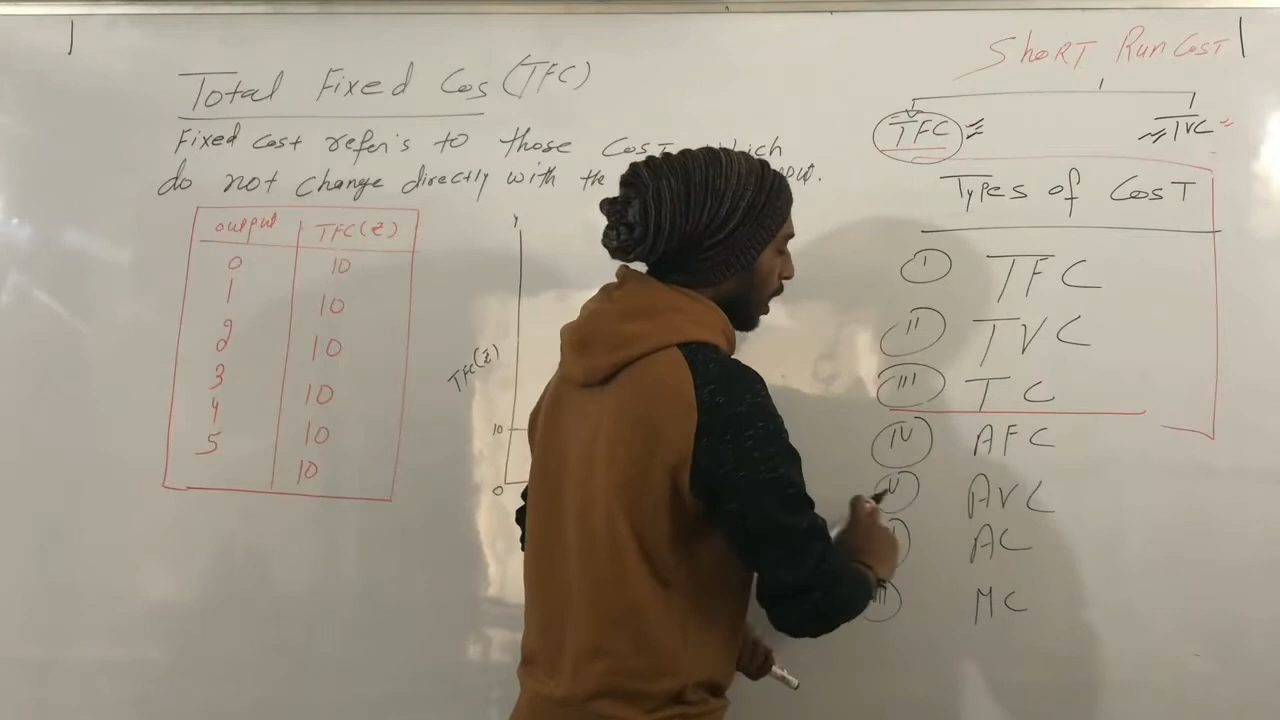 Total Fixed Cos (TFC)
Fixed cost refer's to those Cost which
do not change directly with the
output TFC(₹)
0 10
1 10
2 10
3 10
4 10
5 10
Y
TFC(₹)
10
0
Short Run Cost
TFC TVC
Types of Cost
I TFC
II TVC
III TC
IV AFC
V AVC
AC
MC